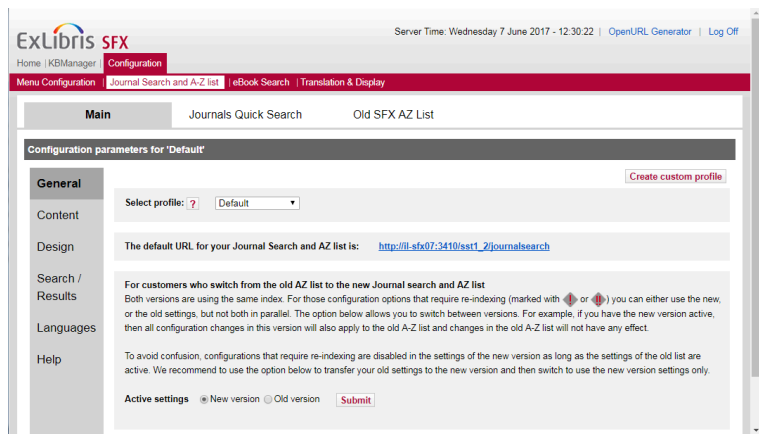 ExLibris SFX
Server Time: Wednesday 7 June 2017 - 12:30:22 | OpenURL Generator | Log Off
Home | KBManager | Configuration
Menu Configuration | Journal Search and A-Z list | eBook Search | Translation & Display
Main Journals Quick Search Old SFX AZ List
Configuration parameters for 'Default'
Create custom profile
General
Content
Design
Search /
Results
Languages
Help
Select profile: ? Default
The default URL for your Journal Search and AZ list is: http://il-sfx07:3410/sst1_2/journalsearch
For customers who switch from the old AZ list to the new Journal search and AZ list
Both versions are using the same index. For those configuration options that require re-indexing (marked with ! or !!) you can either use the new,
or the old settings, but not both in parallel. The option below allows you to switch between versions. For example, if you have the new version active,
then all configuration changes in this version will also apply to the old A-Z list and changes in the old A-Z list will not have any effect.
To avoid confusion, configurations that require re-indexing are disabled in the settings of the new version as long as the settings of the old list are
active. We recommend to use the option below to transfer your old settings to the new version and then switch to use the new version settings only.
Active settings New version Old version Submit